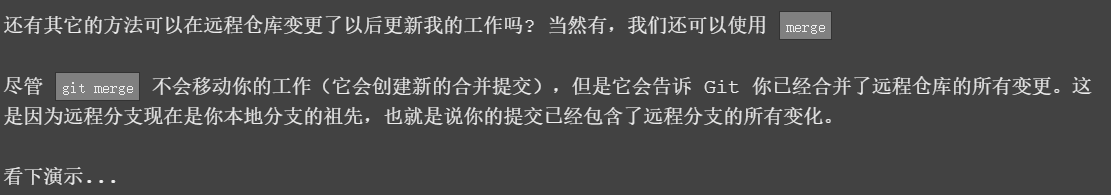 还有其它的方法可以在远程仓库变更了以后更新我的工作吗? 当然有，我们还可以使用 merge
尽管 git merge 不会移动你的工作（它会创建新的合并提交），但是它会告诉 Git 你已经合并了远程仓库的所有变更。这
是因为远程分支现在是你本地分支的祖先，也就是说你的提交已经包含了远程分支的所有变化。
看下演示...